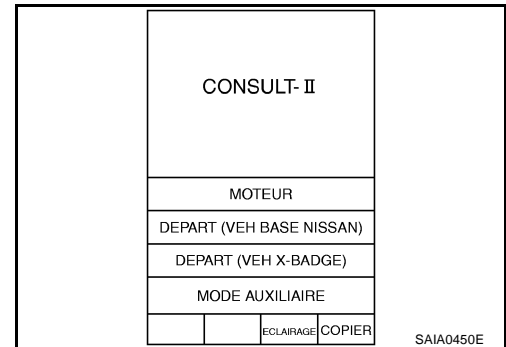 CONSULT-II
MOTEUR
DEPART (VEH BASE NISSAN)
DEPART (VEH X-BADGE)
MODE AUXILIAIRE
ECLAIRAGE COPIER
SAIA0450E